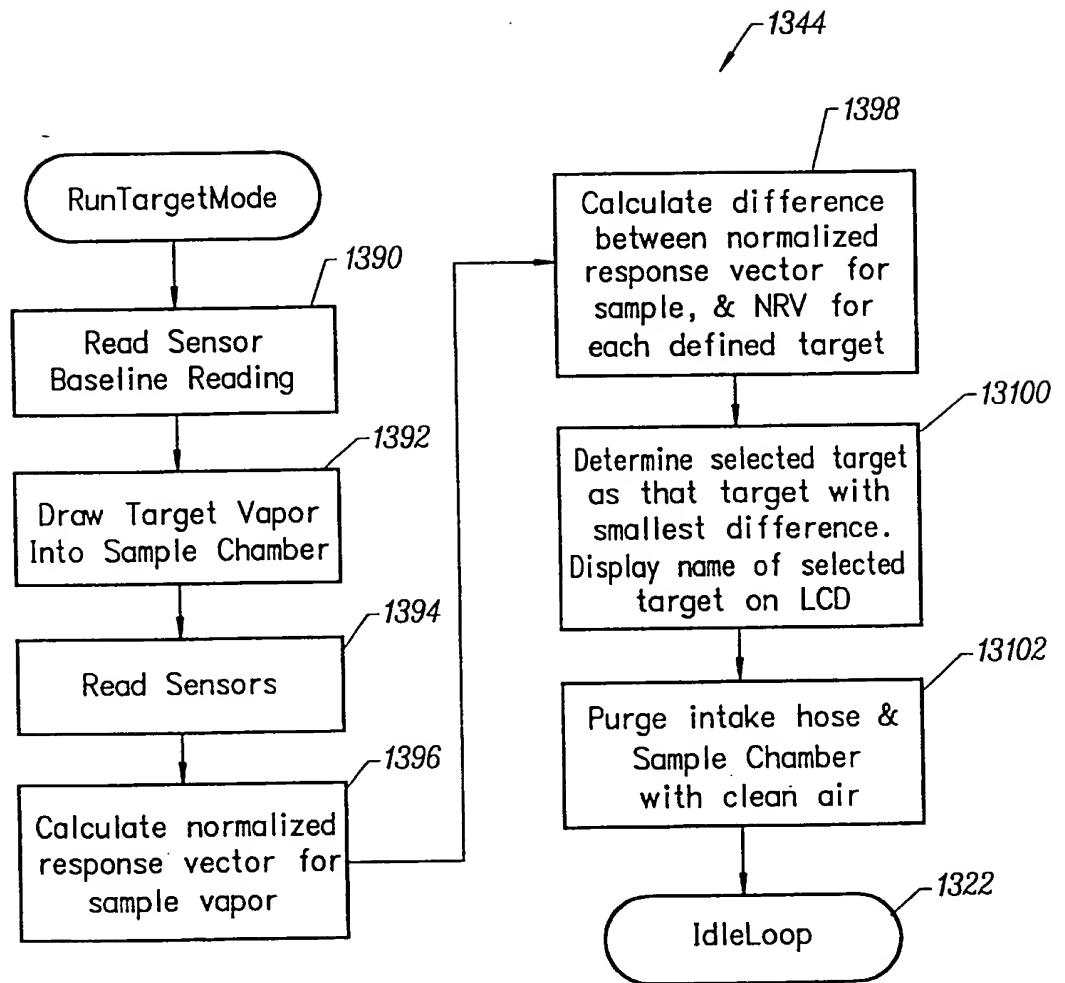 1344
RunTargetMode
1390
Read Sensor
Baseline Reading
1392
Draw Target Vapor
Into Sample Chamber
1394
Read Sensors
1396
Calculate normalized
response vector for
sample vapor
1398
Calculate difference
between normalized
response vector for
sample, & NRV for
each defined target
13100
Determine selected target
as that target with
smallest difference.
Display name of selected
target on LCD
13102
Purge intake hose &
Sample Chamber
with clean air
1322
IdleLoop